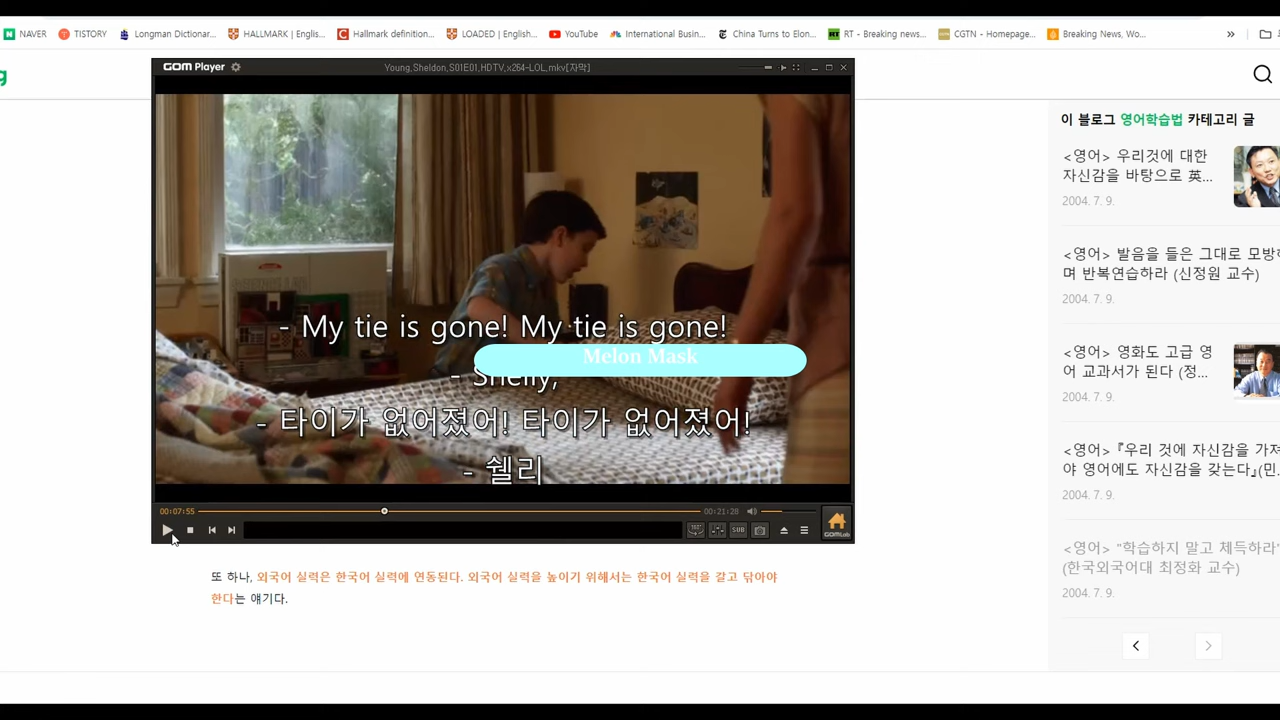 NAVER
TISTORY
Longman Dictionar...
HALLMARK | Englis...
Hallmark definition...
LOADED | English...
YouTube
International Busin...
China Turns to Elon...
RT - Breaking news...
CGTN - Homepage...
Breaking News, Wo...
»
GOM Player
Young,Sheldon,S01E01,HDTV,x264-LOL,mkv[자막]
- My tie is gone! My tie is gone!
Melon Mask
- Shelly,
- 타이가 없어졌어! 타이가 없어졌어!
- 쉘리
00:07:55
00:21:28
360°
SUB
GOMLab
또 하나, 외국어 실력은 한국어 실력에 연동된다. 외국어 실력을 높이기 위해서는 한국어 실력을 갈고 닦아야
한다는 얘기다.
이 블로그 영어학습법 카테고리 글
<영어> 우리것에 대한
자신감을 바탕으로 英...
2004. 7. 9.
<영어> 발음을 들은 그대로 모방하
며 반복연습하라 (신정원 교수)
2004. 7. 9.
<영어> 영화도 고급 영
어 교과서가 된다 (정...
2004. 7. 9.
<영어>『우리 것에 자신감을 가져
야 영어에도 자신감을 갖는다』(민...
2004. 7. 9.
<영어> "학습하지 말고 체득하라"
(한국외국어대 최정화 교수)
2004. 7. 9.